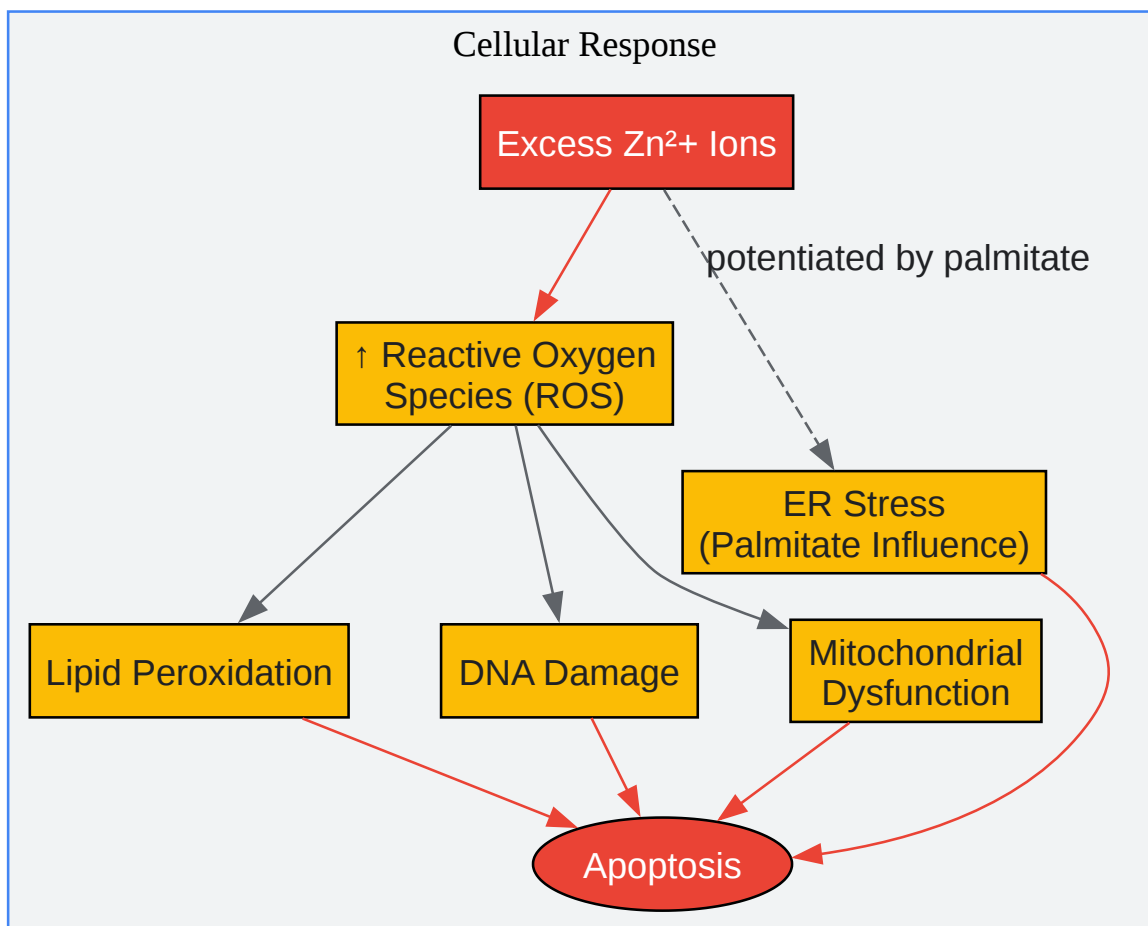 Cellular Response
Excess Zn²+ Ions
potentiated by palmitate
↑ Reactive Oxygen
Species (ROS)
ER Stress
(Palmitate Influence)
Lipid Peroxidation
DNA Damage
Mitochondrial
Dysfunction
Apoptosis